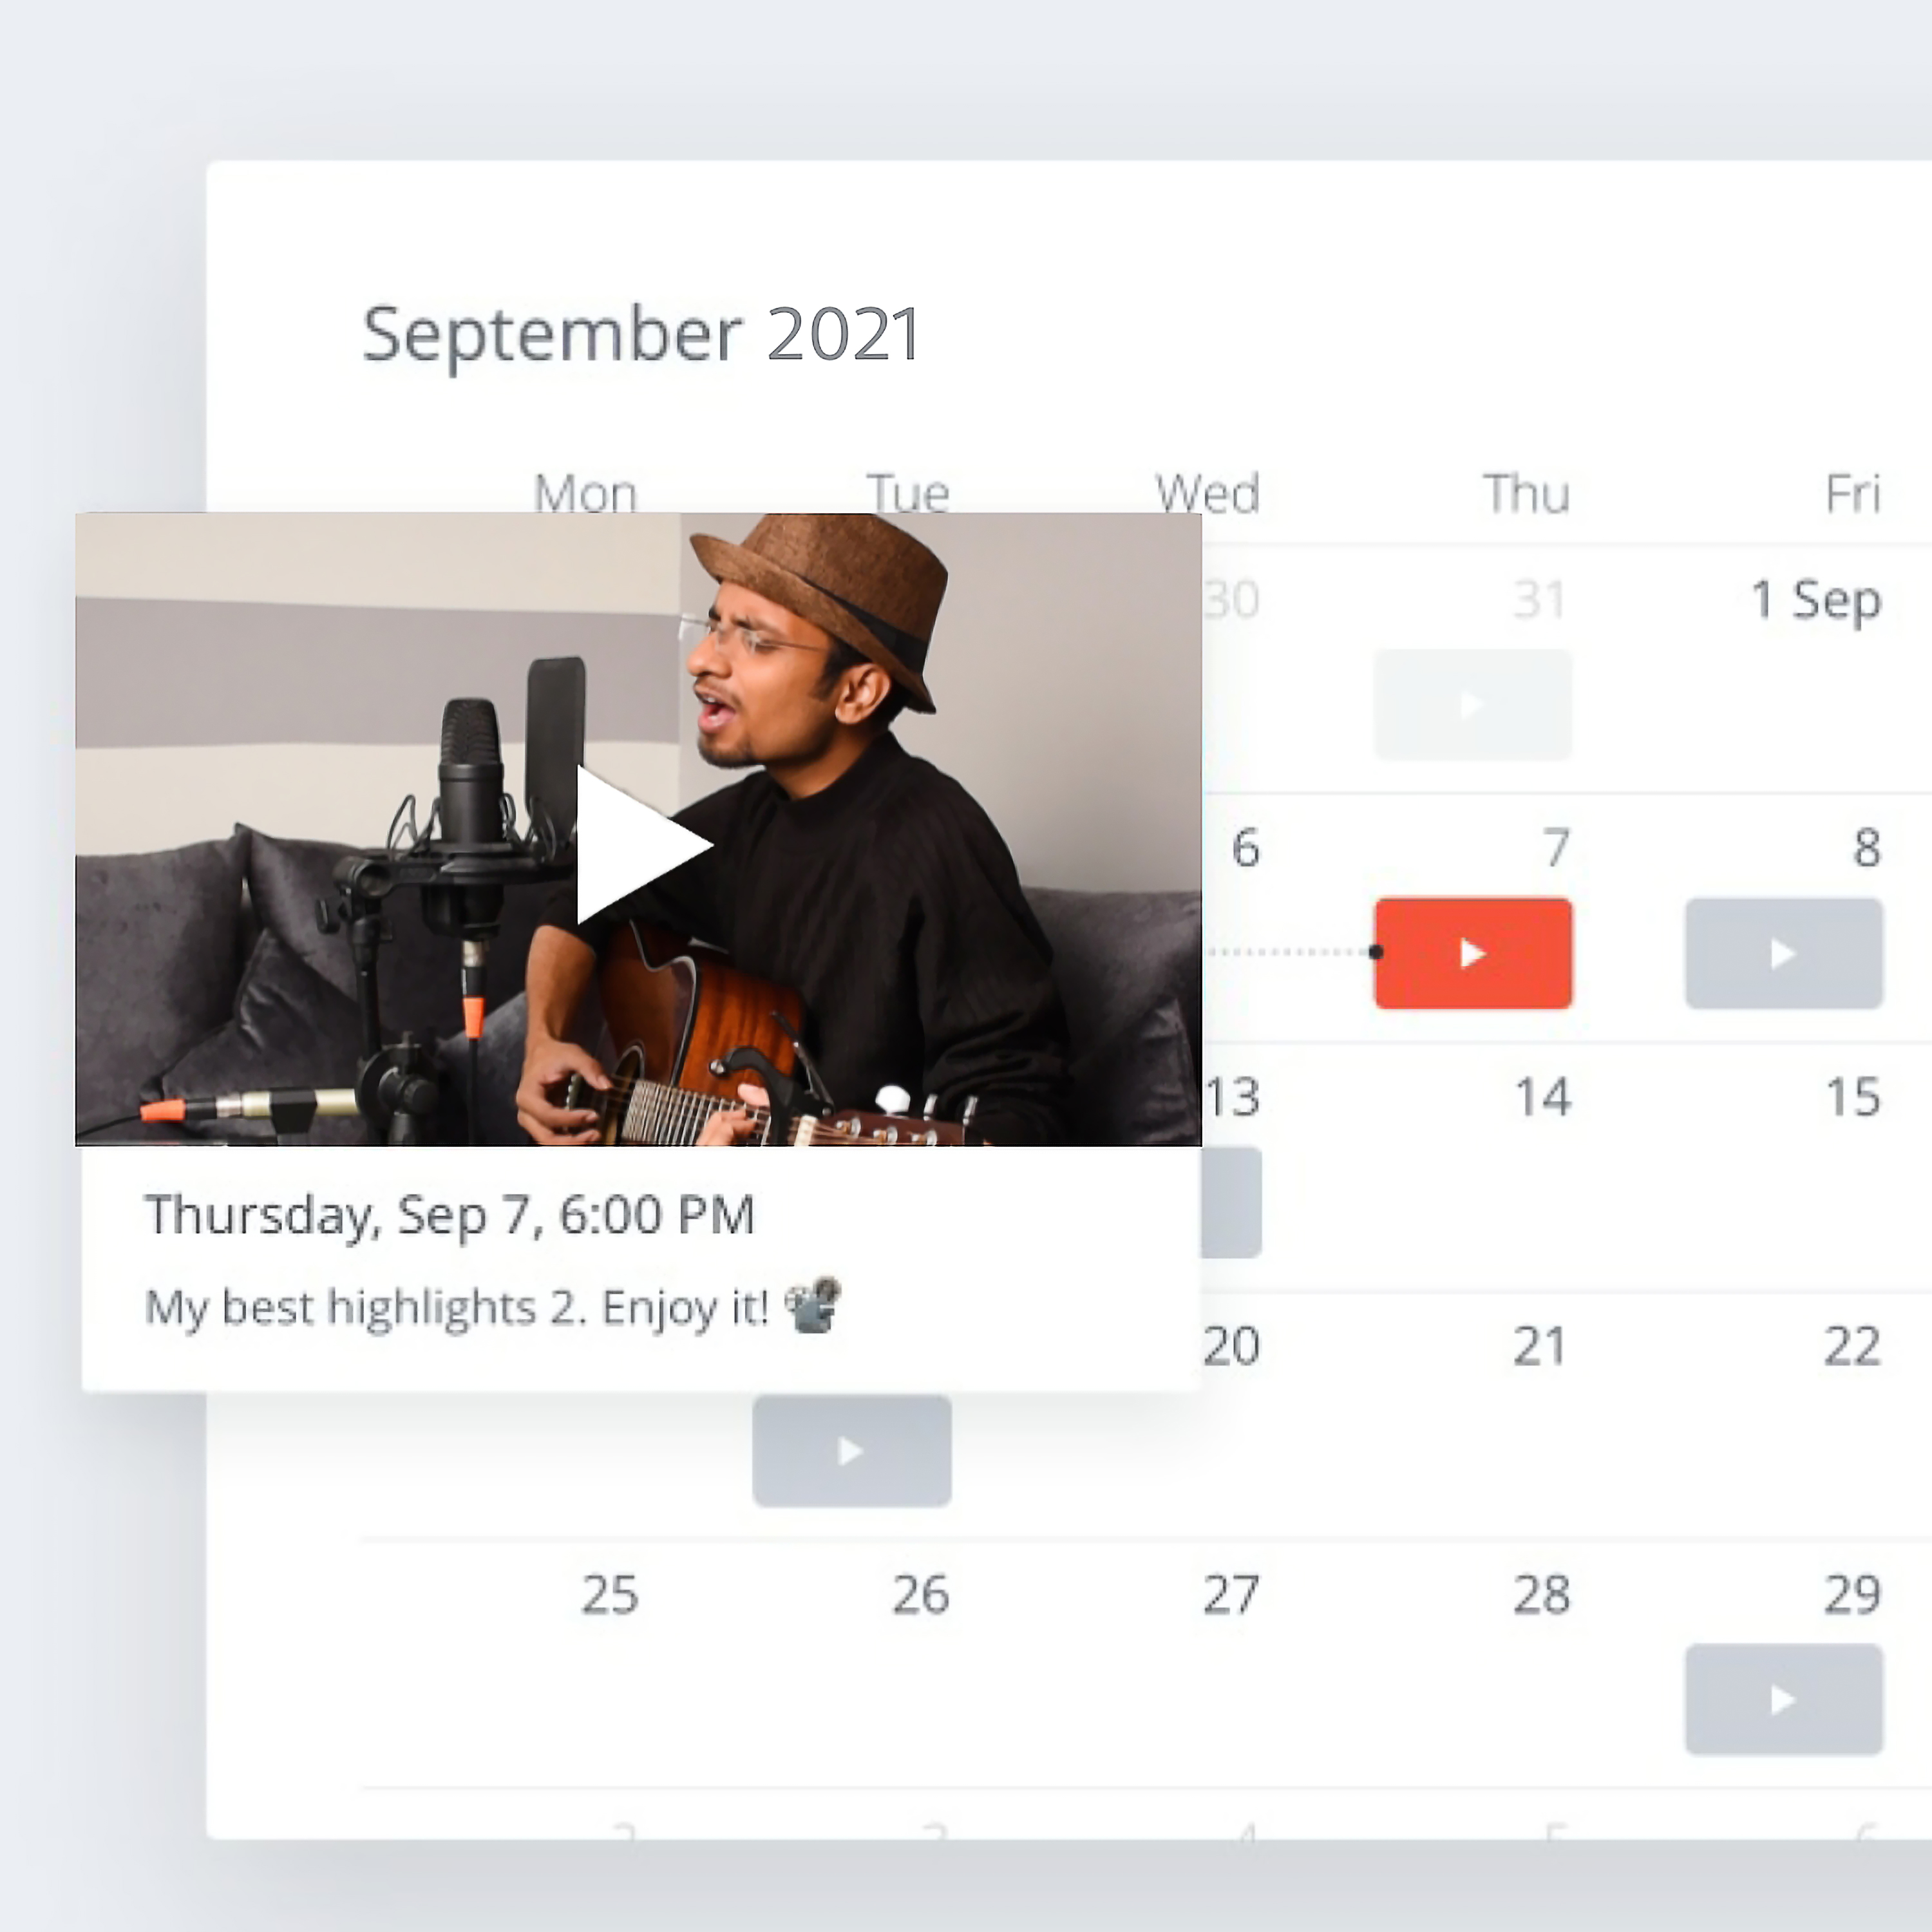 September 2021
Mon Tue Wed Thu Fri
30 31 1 Sep
6 7 8
13 14 15
Thursday, Sep 7, 6:00 PM
My best highlights 2. Enjoy it! 📽
20 21 22
25 26 27 28 29